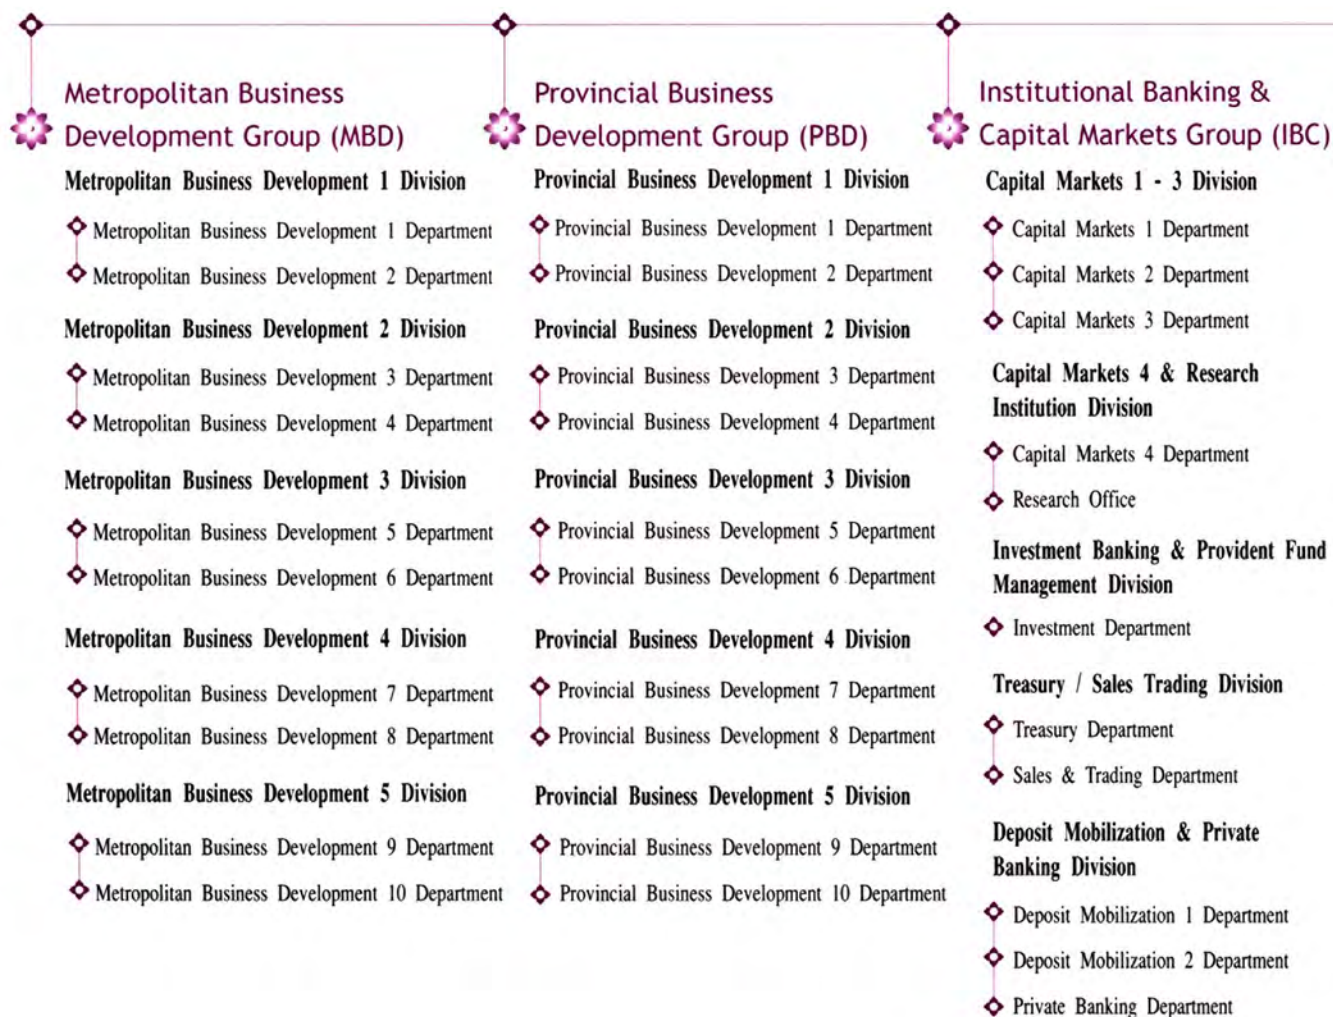 Metropolitan Business
Development Group (MBD)
Metropolitan Business Development 1 Division
Metropolitan Business Development 1 Department
Metropolitan Business Development 2 Department
Metropolitan Business Development 2 Division
Metropolitan Business Development 3 Department
Metropolitan Business Development 4 Department
Metropolitan Business Development 3 Division
Metropolitan Business Development 5 Department
Metropolitan Business Development 6 Department
Metropolitan Business Development 4 Division
Metropolitan Business Development 7 Department
Metropolitan Business Development 8 Department
Metropolitan Business Development 5 Division
Metropolitan Business Development 9 Department
Metropolitan Business Development 10 Department
Provincial Business
Development Group (PBD)
Provincial Business Development 1 Division
Provincial Business Development 1 Department
Provincial Business Development 2 Department
Provincial Business Development 2 Division
Provincial Business Development 3 Department
Provincial Business Development 4 Department
Provincial Business Development 3 Division
Provincial Business Development 5 Department
Provincial Business Development 6 Department
Provincial Business Development 4 Division
Provincial Business Development 7 Department
Provincial Business Development 8 Department
Provincial Business Development 5 Division
Provincial Business Development 9 Department
Provincial Business Development 10 Department
Institutional Banking &
Capital Markets Group (IBC)
Capital Markets 1 - 3 Division
Capital Markets 1 Department
Capital Markets 2 Department
Capital Markets 3 Department
Capital Markets 4 & Research
Institution Division
Capital Markets 4 Department
Research Office
Investment Banking & Provident Fund
Management Division
Investment Department
Treasury / Sales Trading Division
Treasury Department
Sales & Trading Department
Deposit Mobilization & Private
Banking Division
Deposit Mobilization 1 Department
Deposit Mobilization 2 Department
Private Banking Department